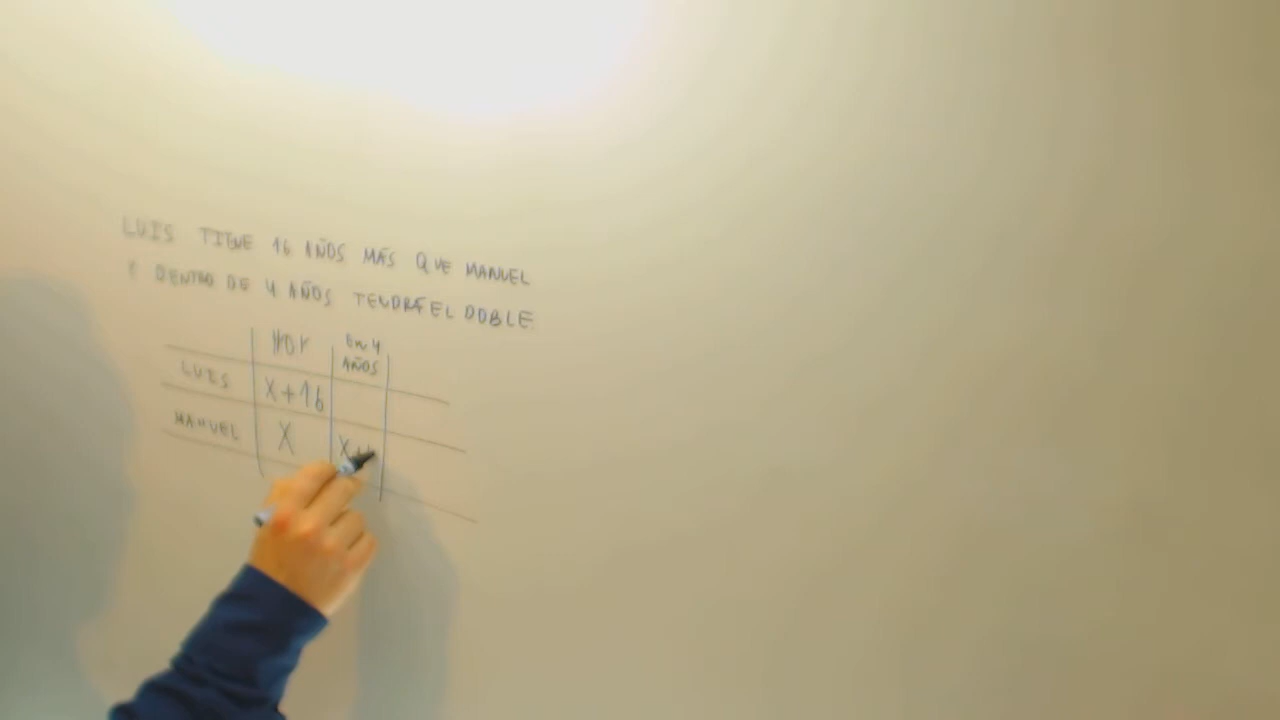 LUIS TIENE 16 AÑOS MÁS QUE MANUEL
Y DENTRO DE 4 AÑOS TENDRÁ EL DOBLE.
HOY En 4 AÑOS
LUIS X+16
MANUEL X X+4